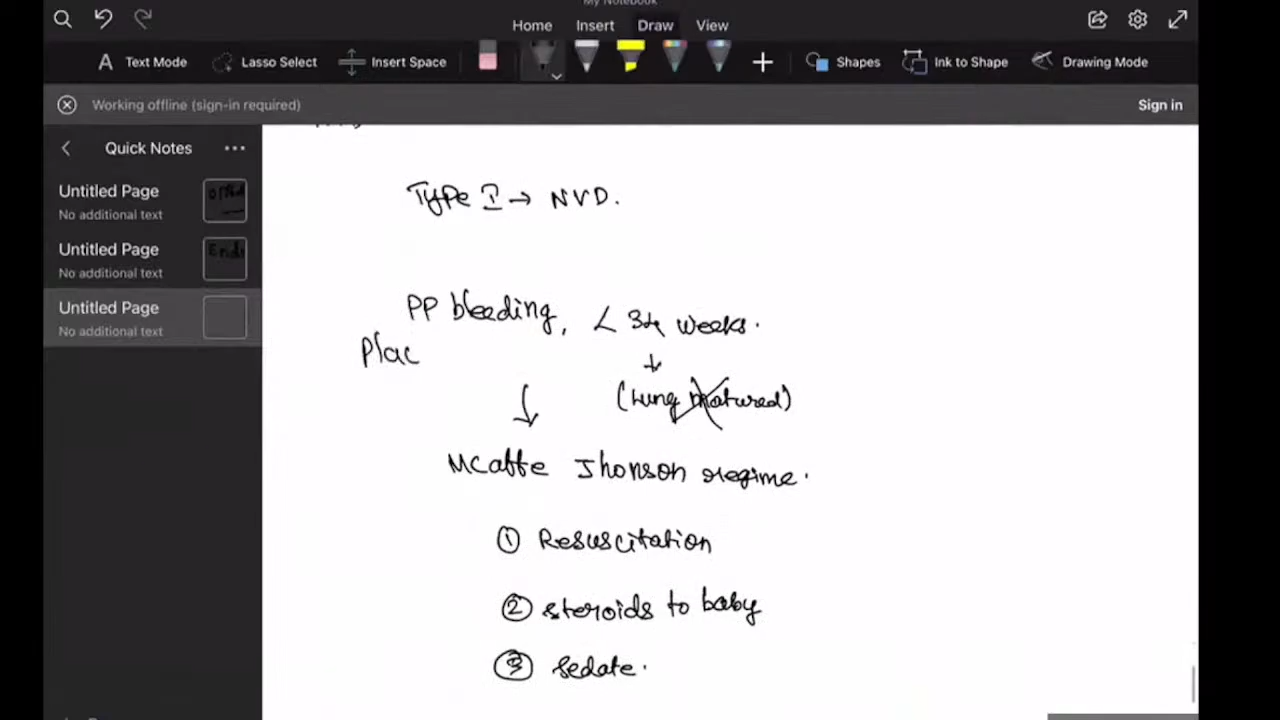 My Notebook
Home Insert Draw View
Text Mode Lasso Select Insert Space Shapes Ink to Shape Drawing Mode
Working offline (sign-in required) Sign in
Quick Notes
Untitled Page
No additional text
Untitled Page
No additional text
Untitled Page
No additional text
Type I → NVD.
PP bleeding, < 34 weeks.
Plac
(Lung matured)
Mcaffe Jhonson regime.
① Resuscitation
② steroids to baby
③ sedate.